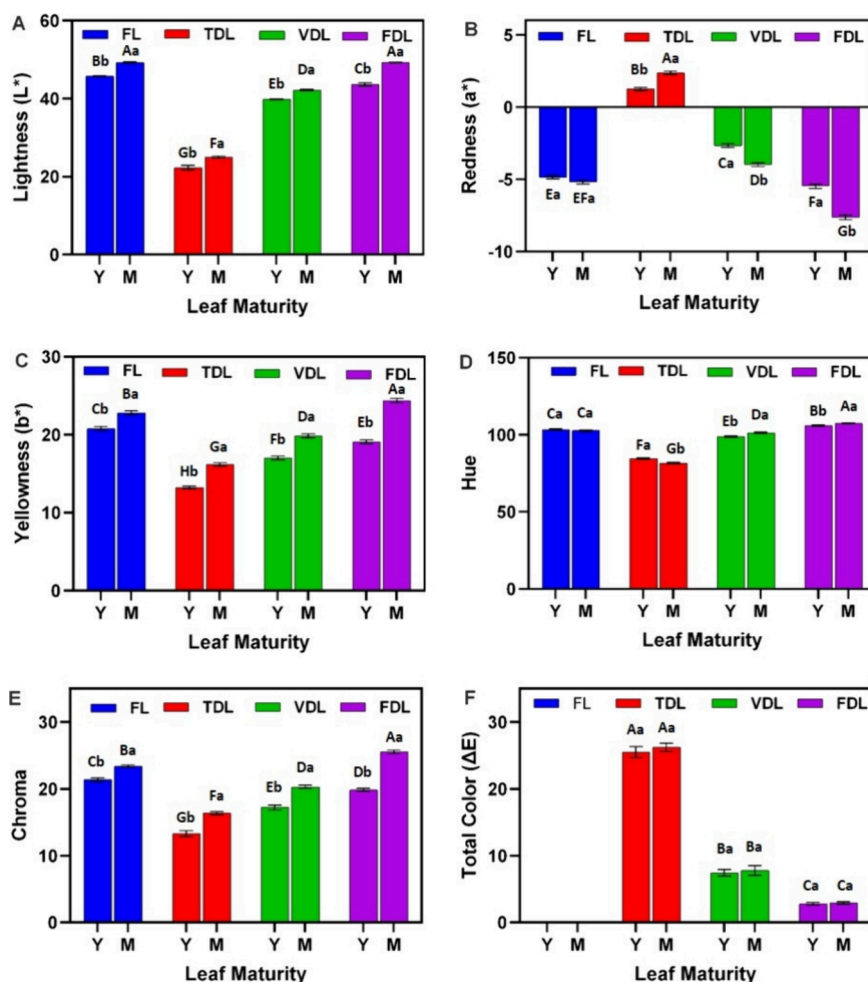 A
FL TDL VDL FDL
60
40
20
0
Lightness (L*)
Bb Aa Gb Fa Eb Da Cb Aa
Y M Y M Y M Y M
Leaf Maturity
B
FL TDL VDL FDL
5
0
-5
-10
Redness (a*)
Ea EFa Bb Aa Ca Db Fa Gb
Y M Y M Y M Y M
Leaf Maturity
C
FL TDL VDL FDL
30
20
10
0
Yellowness (b*)
Cb Ba Hb Ga Fb Da Eb Aa
Y M Y M Y M Y M
Leaf Maturity
D
FL TDL VDL FDL
150
100
50
0
Hue
Ca Ca Fa Gb Eb Da Bb Aa
Y M Y M Y M Y M
Leaf Maturity
E
FL TDL VDL FDL
30
20
10
0
Chroma
Cb Ba Gb Fa Eb Da Db Aa
Y M Y M Y M Y M
Leaf Maturity
F
FL TDL VDL FDL
30
20
10
0
Total Color (ΔE)
Aa Aa Ba Ba Ca Ca
Y M Y M Y M Y M
Leaf Maturity